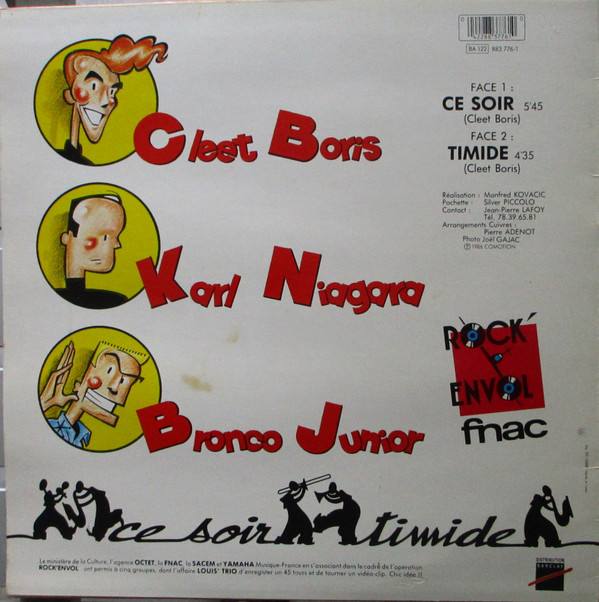 BA 122 883 776-1
FACE 1 :
CE SOIR 5'45
(Cleet Boris)
FACE 2 :
TIMIDE 4'35
(Cleet Boris)
Cleet Boris
Réalisation : Manfred KOVACIC
Pochette : Silver PICCOLO
Contact : Jean-Pierre LAFOY
Tél. 78.39.65.81
Arrangements Cuivres :
Pierre ADENOT
Photo Joël GAJAC
℗ 1986 COMOTION
Karl Niagara
ROCK'
ENVOL
fnac
Bronco Junior
ce soir timide
Le ministère de la Culture, l'agence OCTET, la FNAC, la SACEM et YAMAHA Musique-France en s'associant dans le cadre de l'opération
ROCK'ENVOL ont permis à cinq groupes, dont l'affaire LOUIS' TRIO d'enregistrer un 45 tours et de tourner un vidéo-clip. Chic idée !!
DISTRIBUTION
BARCLAY